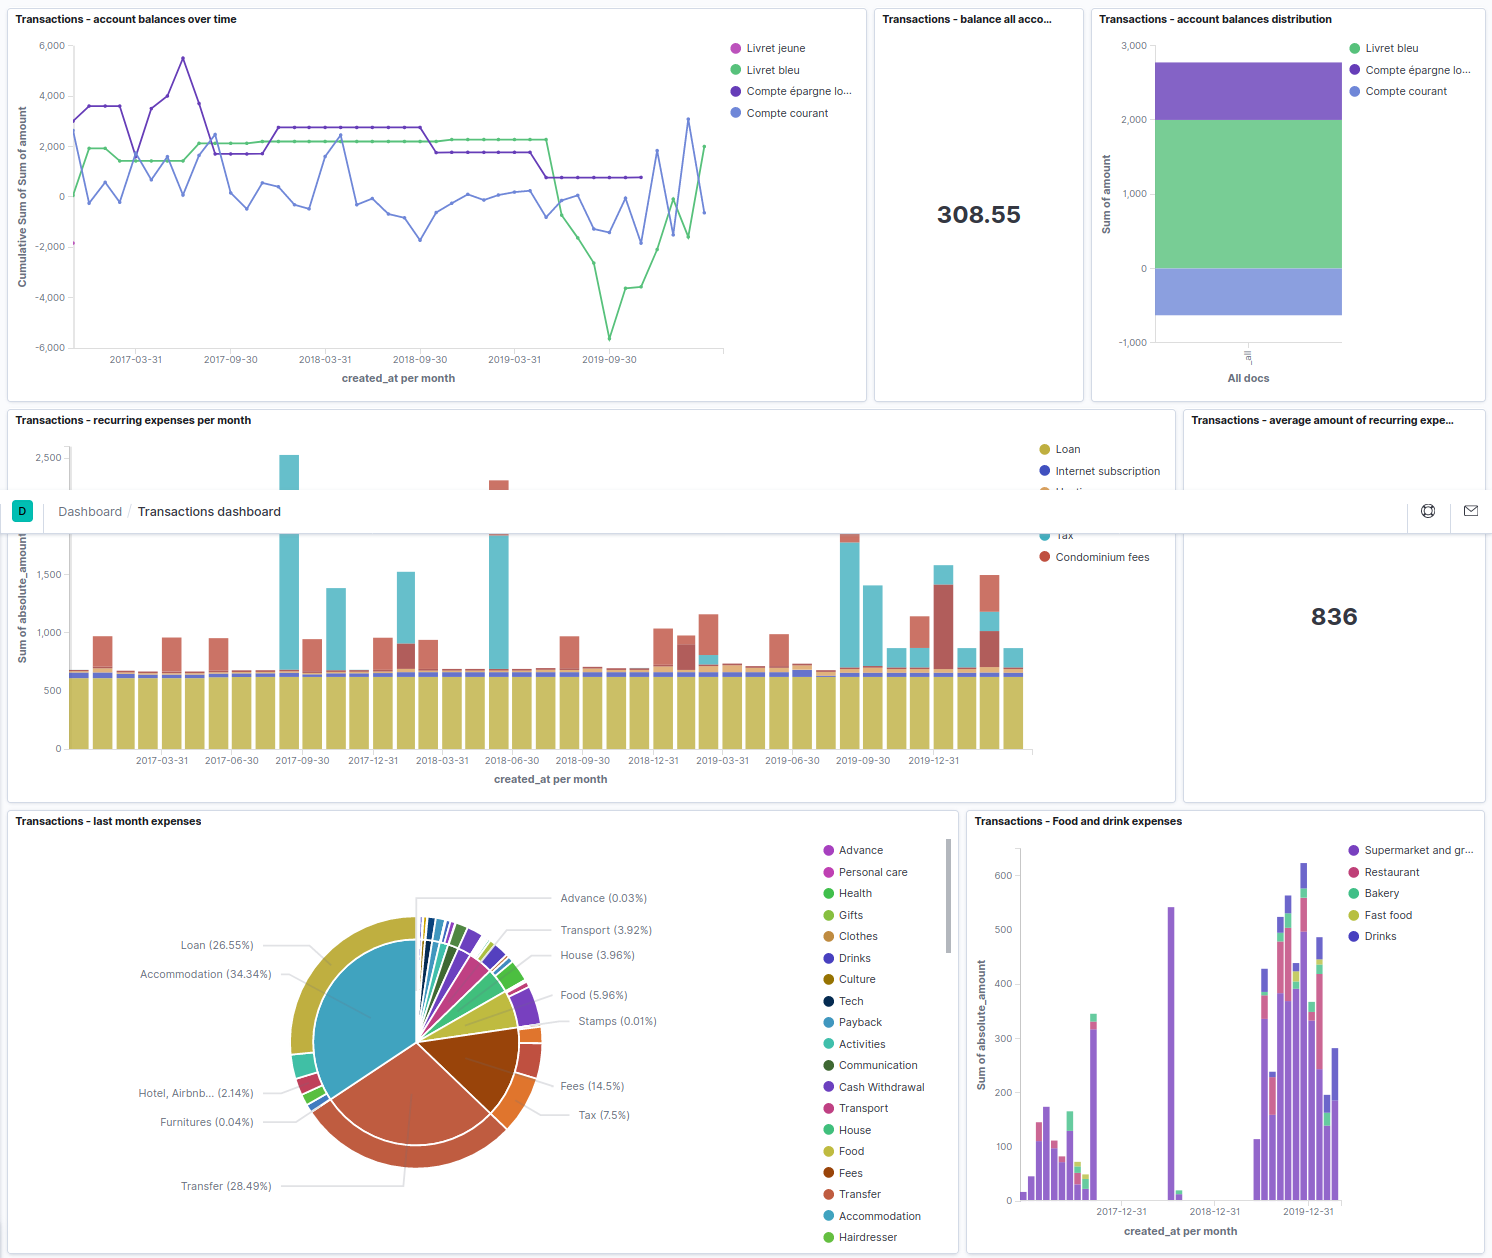 Transactions - account balances over time
6,000
4,000
2,000
0
-2,000
-4,000
-6,000
Cumulative Sum of Sum of amount
2017-03-31 2017-09-30 2018-03-31 2018-09-30 2019-03-31 2019-09-30
created_at per month
Livret jeune
Livret bleu
Compte épargne lo...
Compte courant
Transactions - balance all acco...
308.55
Transactions - account balances distribution
3,000
2,000
1,000
0
-1,000
Sum of amount
_all
All docs
Livret bleu
Compte épargne lo...
Compte courant
Transactions - recurring expenses per month
2,500
Loan
Internet subscription
Transactions - average amount of recurring expe...
D Dashboard / Transactions dashboard
Tax
Condominium fees
1,500
1,000
500
0
Sum of absolute_amount
2017-03-31 2017-06-30 2017-09-30 2017-12-31 2018-03-31 2018-06-30 2018-09-30 2018-12-31 2019-03-31 2019-06-30 2019-09-30 2019-12-31
created_at per month
836
Transactions - last month expenses
Advance (0.03%)
Transport (3.92%)
House (3.96%)
Food (5.96%)
Stamps (0.01%)
Fees (14.5%)
Tax (7.5%)
Loan (26.55%)
Accommodation (34.34%)
Hotel, Airbnb... (2.14%)
Furnitures (0.04%)
Transfer (28.49%)
Advance
Personal care
Health
Gifts
Clothes
Drinks
Culture
Tech
Payback
Activities
Communication
Cash Withdrawal
Transport
House
Food
Fees
Transfer
Accommodation
Hairdresser
Transactions - Food and drink expenses
600
500
400
300
200
100
0
Sum of absolute_amount
2017-12-31 2018-12-31 2019-12-31
created_at per month
Supermarket and gr...
Restaurant
Bakery
Fast food
Drinks